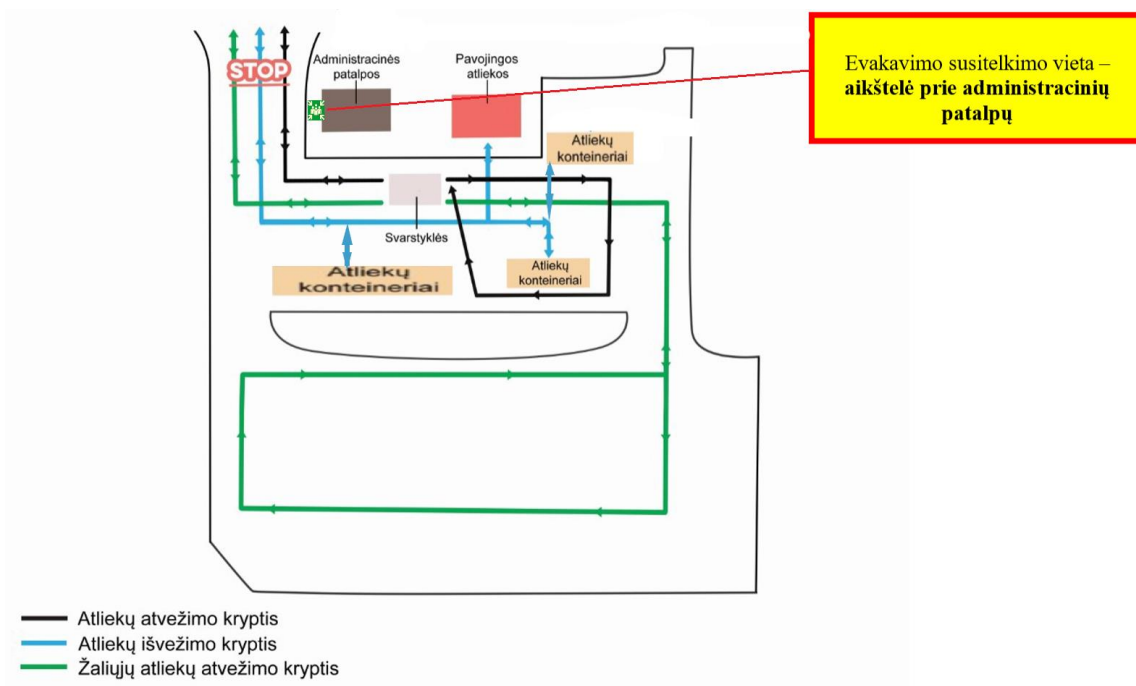 STOP
Administracinės
patalpos
Pavojingos
atliekos
Evakavimo susitelkimo vieta –
aikštelė prie administracinių
patalpų
Atliekų
konteineriai
Svarstyklės
Atliekų
konteineriai
Atliekų
konteineriai
Atliekų atvežimo kryptis
Atliekų išvežimo kryptis
Žaliųjų atliekų atvežimo kryptis